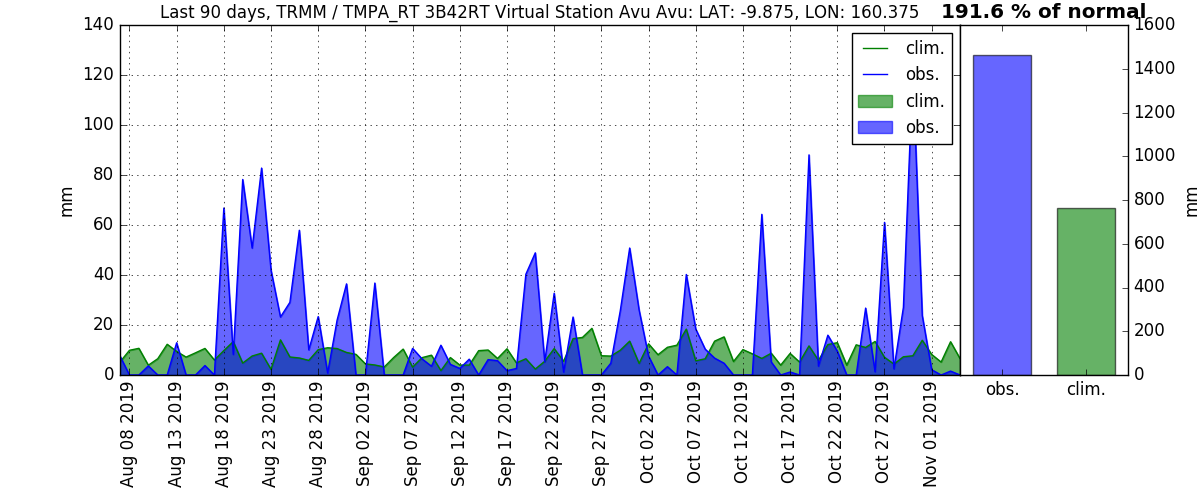 Last 90 days, TRMM / TMPA_RT 3B42RT Virtual Station Avu Avu: LAT: -9.875, LON: 160.375
191.6 % of normal
mm
140
120
100
80
60
40
20
0
clim.
obs.
clim.
obs.
Aug 08 2019
Aug 13 2019
Aug 18 2019
Aug 23 2019
Aug 28 2019
Sep 02 2019
Sep 07 2019
Sep 12 2019
Sep 17 2019
Sep 22 2019
Sep 27 2019
Oct 02 2019
Oct 07 2019
Oct 12 2019
Oct 17 2019
Oct 22 2019
Oct 27 2019
Nov 01 2019
1600
1400
1200
1000
800
600
400
200
0
mm
obs.
clim.